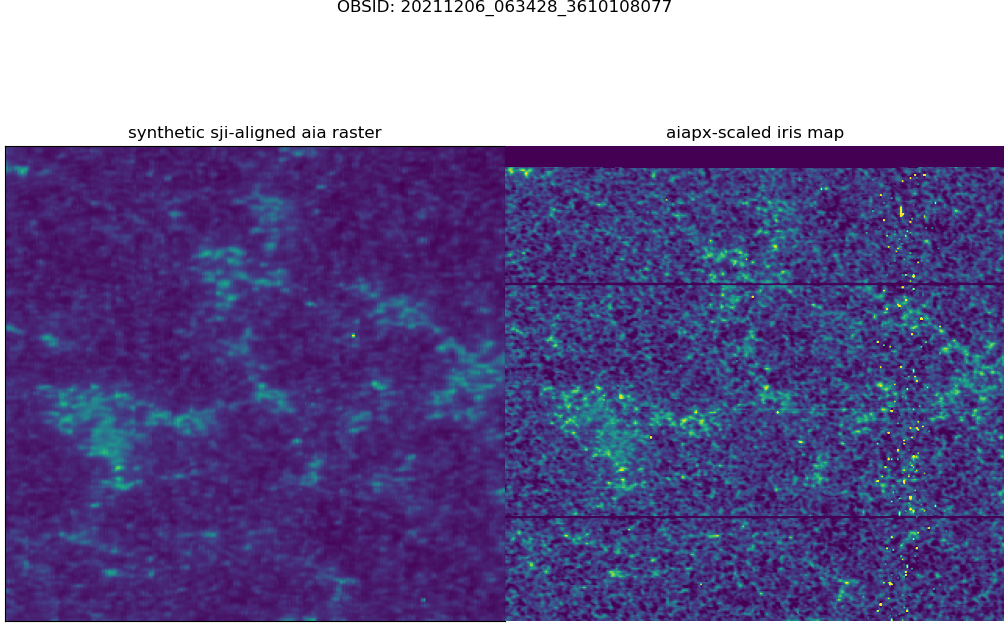 OBSID: 20211206_063428_3610108077
synthetic sji-aligned aia raster
aiapx-scaled iris map